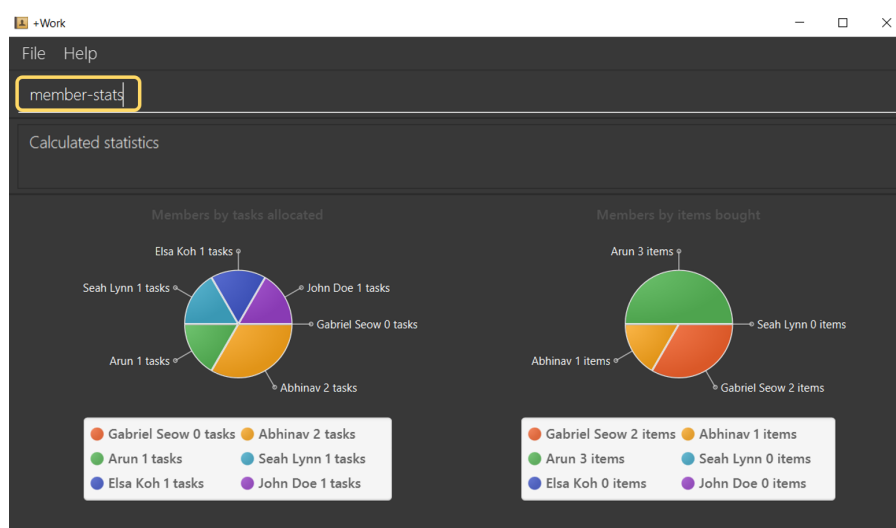 +Work
File Help
member-stats
Calculated statistics
Members by tasks allocated
Elsa Koh 1 tasks
Seah Lynn 1 tasks
John Doe 1 tasks
Gabriel Seow 0 tasks
Arun 1 tasks
Abhinav 2 tasks
Gabriel Seow 0 tasks Abhinav 2 tasks
Arun 1 tasks Seah Lynn 1 tasks
Elsa Koh 1 tasks John Doe 1 tasks
Members by items bought
Arun 3 items
Seah Lynn 0 items
Abhinav 1 items
Gabriel Seow 2 items
Gabriel Seow 2 items Abhinav 1 items
Arun 3 items Seah Lynn 0 items
Elsa Koh 0 items John Doe 0 items